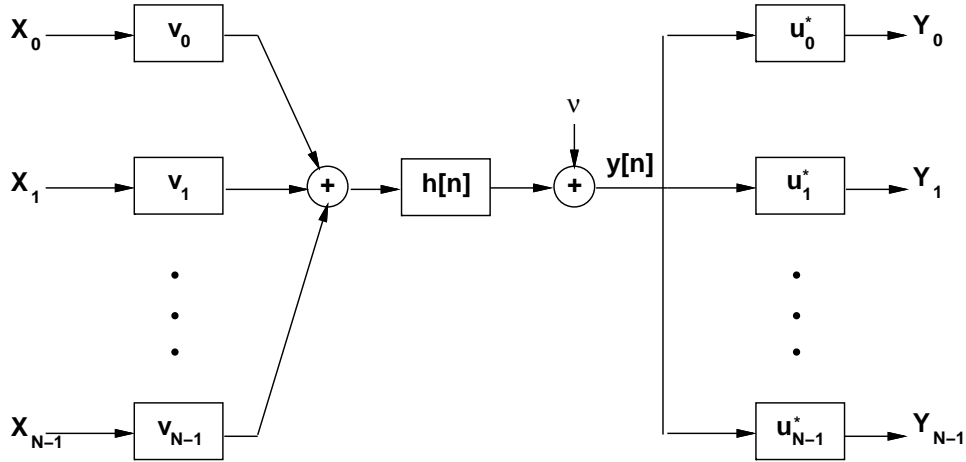 X0 v0 u0* Y0
ν
X1 v1 + h[n] + y[n] u1* Y1
XN−1 vN−1 uN−1* YN−1